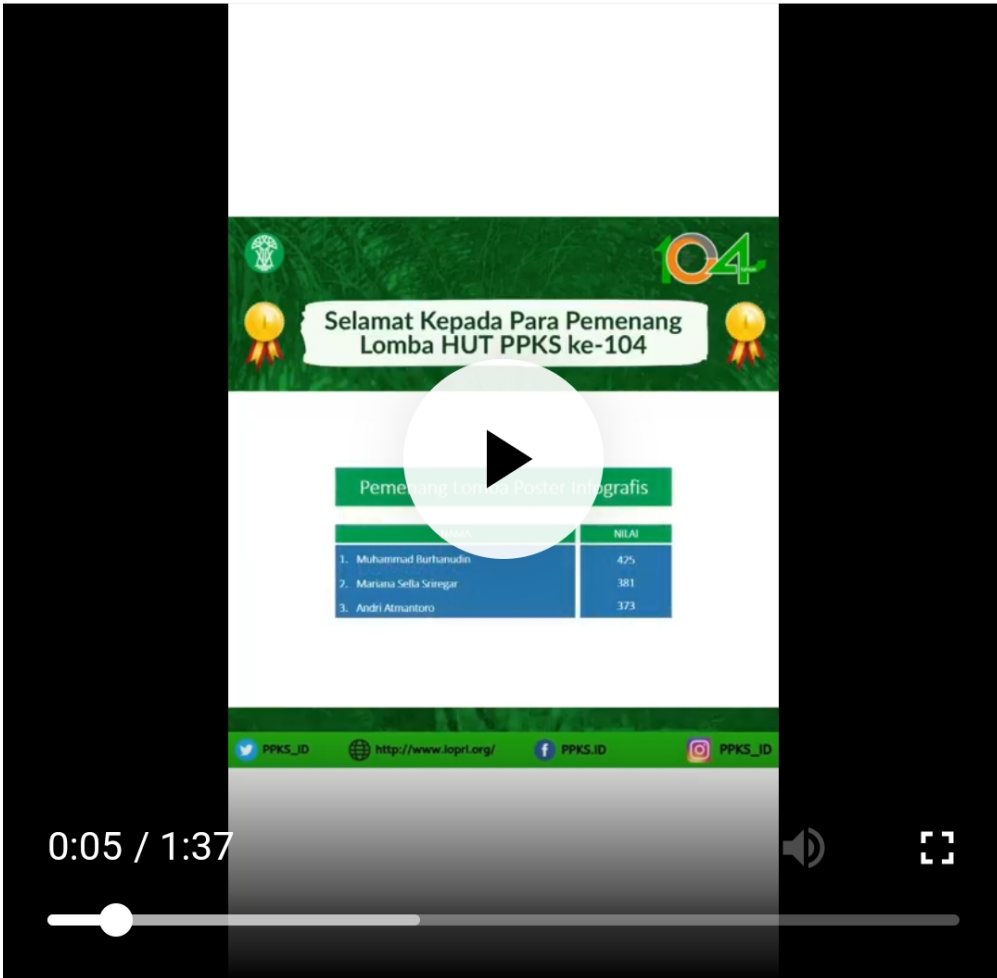 104
Selamat Kepada Para Pemenang
Lomba HUT PPKS ke-104
Pemenang Lomba Poster Infografis
NAMA NILAI
1. Muhammad Burhanudin 425
2. Mariana Sella Sriregar 381
3. Andri Atmantoro 373
PPKS_ID http://www.iopri.org/ PPKS.ID PPKS_ID
0:05 / 1:37